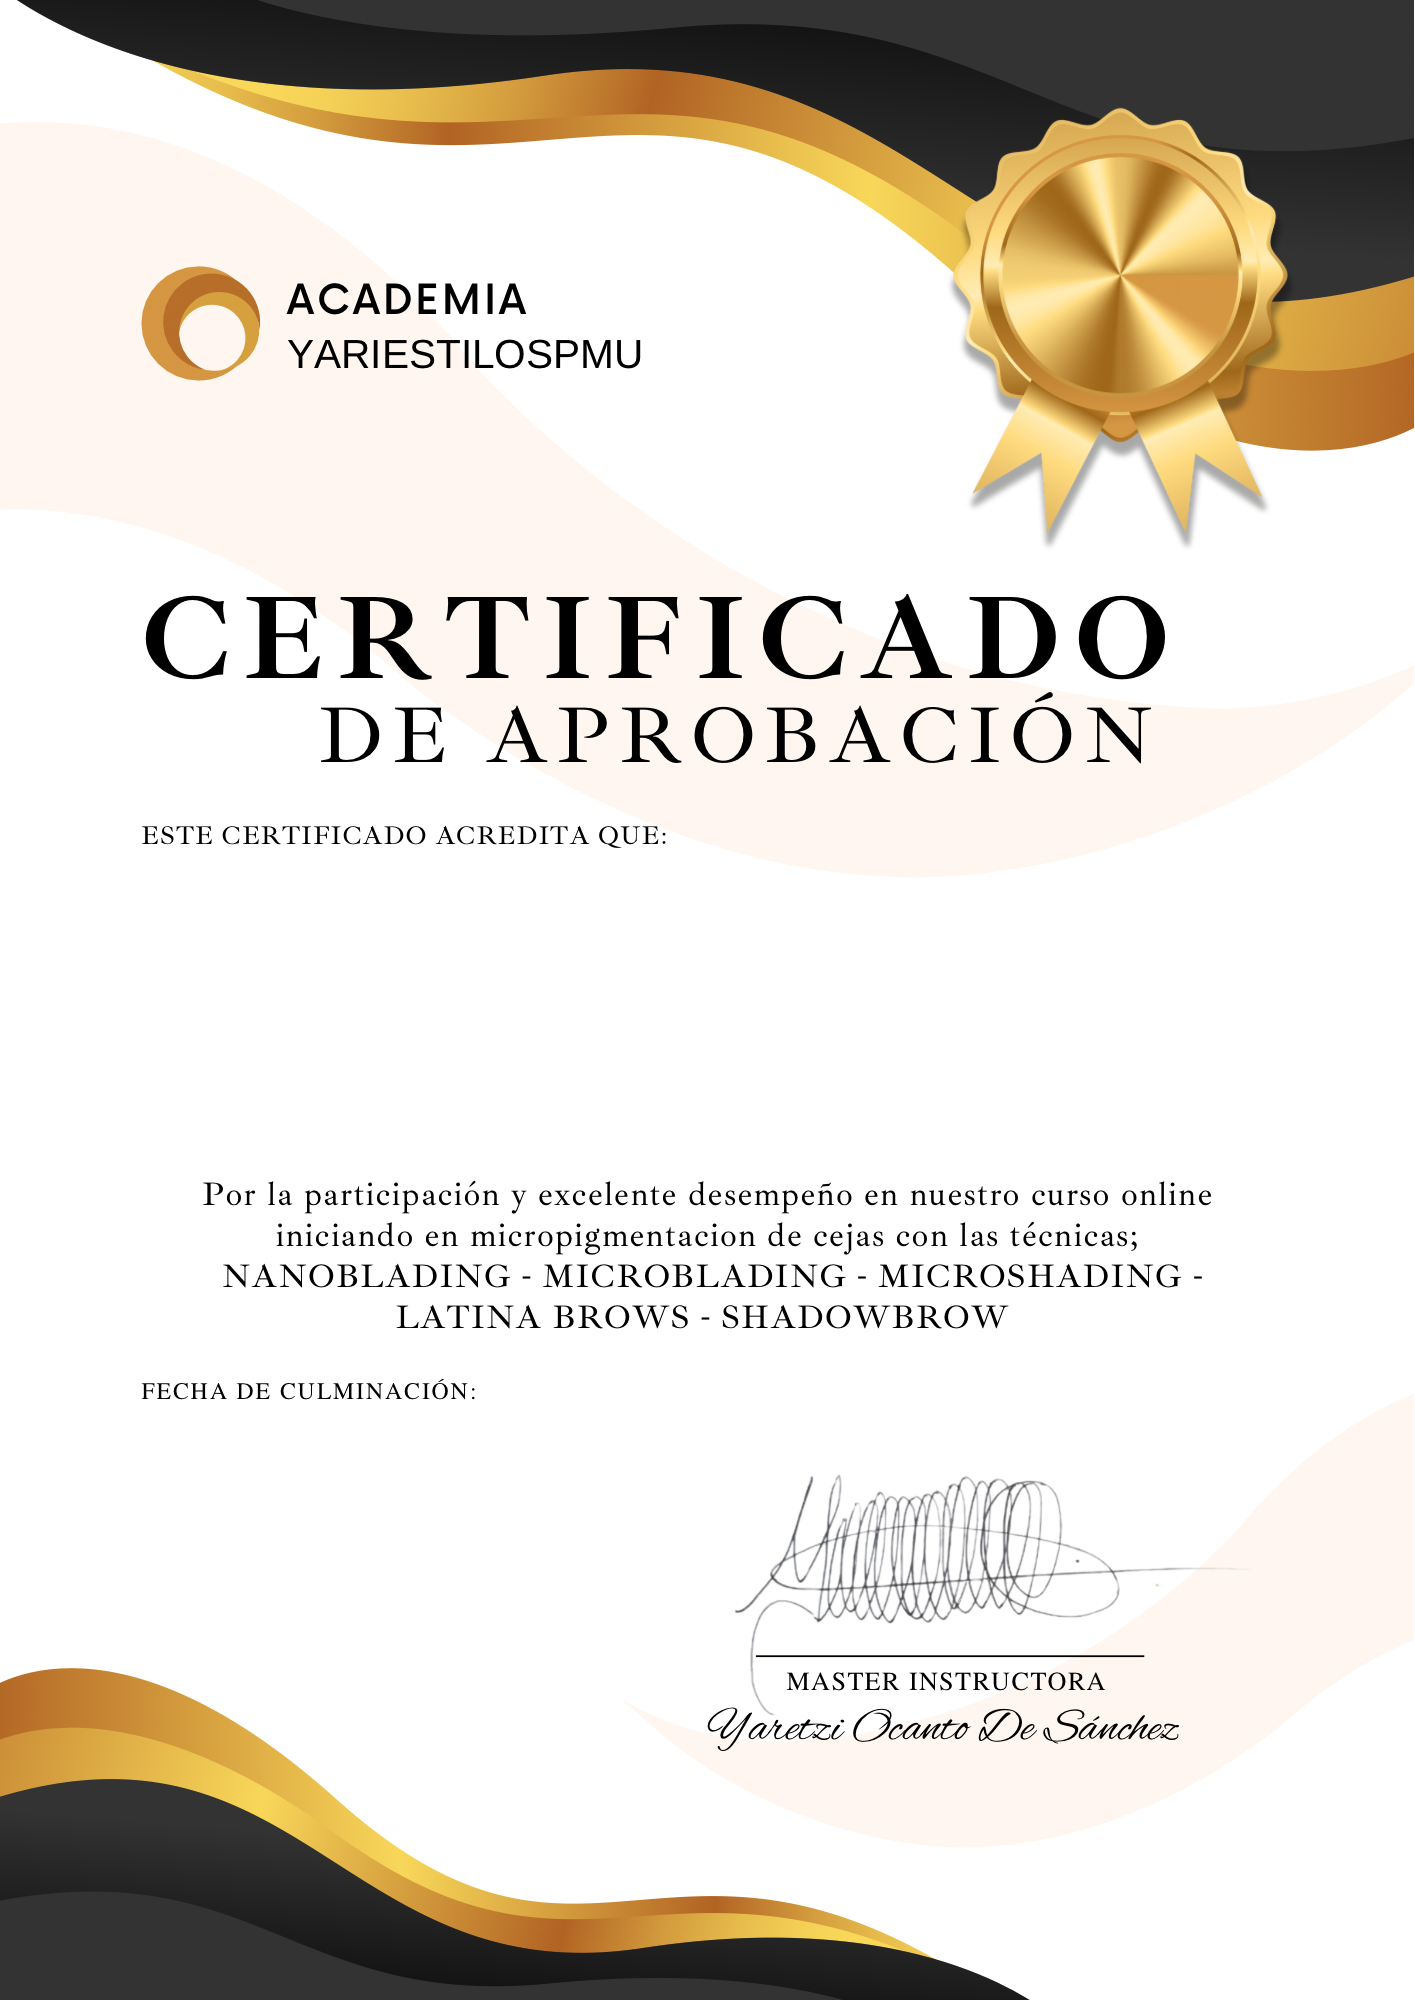 ACADEMIA
YARIESTILOSPMU
CERTIFICADO
DE APROBACIÓN
ESTE CERTIFICADO ACREDITA QUE:
Por la participación y excelente desempeño en nuestro curso online
iniciando en micropigmentacion de cejas con las técnicas;
NANOBLADING - MICROBLADING - MICROSHADING -
LATINA BROWS - SHADOWBROW
FECHA DE CULMINACIÓN:
MASTER INSTRUCTORA
Yaretzi Ocanto De Sánchez